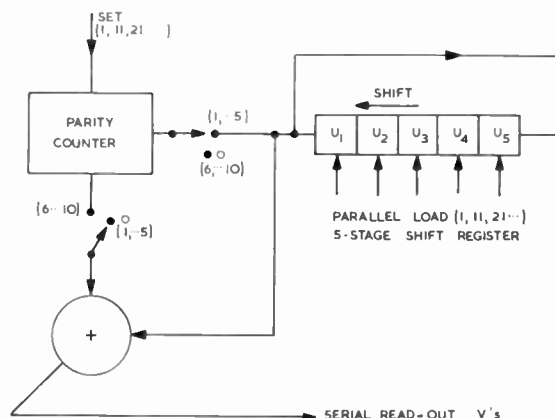 SET
(1, 11, 21 )
PARITY
COUNTER
(1,··5)
o
(6,··10)
SHIFT
U1 U2 U3 U4 U5
(6··10)
o
(1,··5)
PARALLEL LOAD (1, 11, 21··)
5-STAGE SHIFT REGISTER
+
SERIAL READ-OUT V's